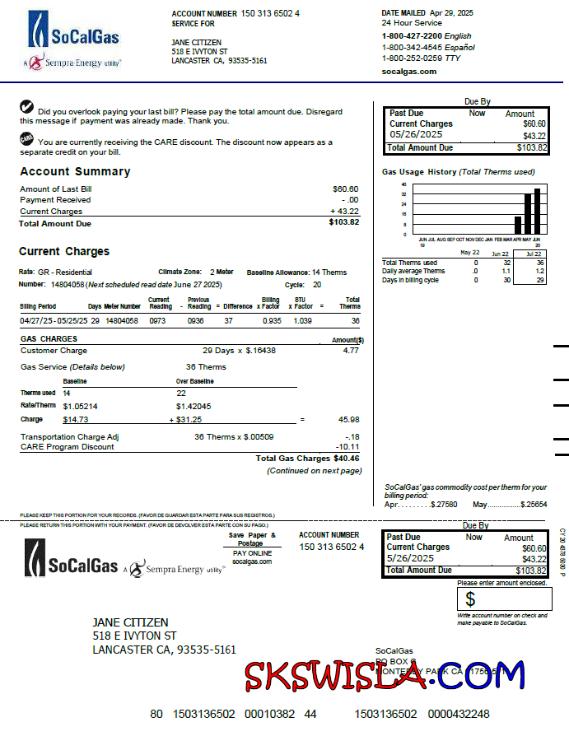 SoCalGas
A Sempra Energy utility
ACCOUNT NUMBER 150 313 6502 4
SERVICE FOR
JANE CITIZEN
518 E IVYTON ST
LANCASTER CA, 93535-5161
DATE MAILED Apr 29, 2025
24 Hour Service
1-800-427-2200 English
1-800-342-4545 Español
1-800-252-0259 TTY
socalgas.com
Did you overlook paying your last bill? Please pay the total amount due. Disregard
this message if payment was already made. Thank you.
CARE
You are currently receiving the CARE discount. The discount now appears as a
separate credit on your bill.
Account Summary
Amount of Last Bill $60.60
Payment Received - .00
Current Charges + 43.22
Total Amount Due $103.82
Due By
Past Due Now Amount
Current Charges $60.60
05/26/2025 $43.22
Total Amount Due $103.82
Gas Usage History (Total Therms used)
JUN JUL AUG SEP OCT NOV DEC JAN FEB MAR APR MAY JUN
May 22 Jun 22 Jul 22
Total Therms used .0 32 36
Daily average Therms .0 1.1 1.2
Days in billing cycle 0 30 29
Current Charges
Rate: GR - Residential Climate Zone: 2 Meter Baseline Allowance: 14 Therms
Number: 14804058 (Next scheduled read date June 27 2025) Cycle: 20
Billing Period Days Meter Number Current Reading - Previous Reading = Difference Billing x Factor BTU x Factor = Total Therms
04/27/25-05/25/25 29 14804058 0973 0936 37 0.935 1.039 36
GAS CHARGES Amount($)
Customer Charge 29 Days x $.16438 4.77
Gas Service (Details below) 36 Therms
Baseline Over Baseline
Therms used 14 22
Rate/Therm $1.05214 $1.42045
Charge $14.73 + $31.25 = 45.98
Transportation Charge Adj 36 Therms x $.00509 -.18
CARE Program Discount -10.11
Total Gas Charges $40.46
(Continued on next page)
SoCalGas' gas commodity cost per therm for your
billing period:
Apr........$.27580 May.............$.25654
PLEASE KEEP THIS PORTION FOR YOUR RECORDS. (FAVOR DE GUARDAR ESTA PARTE PARA SUS REGISTROS.)
PLEASE RETURN THIS PORTION WITH YOUR PAYMENT. (FAVOR DE DEVOLVER ESTA PARTE CON SU PAGO.)
SoCalGas
A Sempra Energy utility
Save Paper &
Postage
PAY ONLINE
socalgas.com
ACCOUNT NUMBER
150 313 6502 4
Due By
Past Due Now Amount
Current Charges $60.60
5/26/2025 $43.22
Total Amount Due $103.82
Please enter amount enclosed.
$
Write account number on check and
make payable to SoCalGas.
JANE CITIZEN
518 E IVYTON ST
LANCASTER CA, 93535-5161
SoCalGas
PO BOX C
MONTEREY PARK CA
SKSWISLA.COM
80 1503136502 00010382 44 1503136502 0000432248